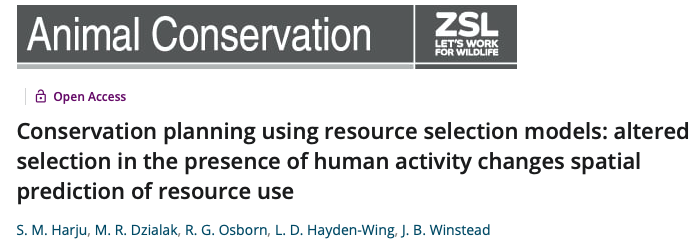 Animal Conservation
ZSL
LET'S WORK
FOR WILDLIFE
Open Access
Conservation planning using resource selection models: altered
selection in the presence of human activity changes spatial
prediction of resource use
S. M. Harju, M. R. Dzialak, R. G. Osborn, L. D. Hayden-Wing, J. B. Winstead